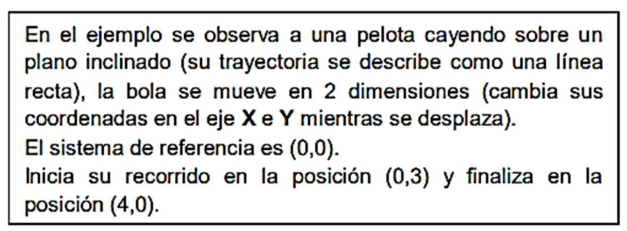 En el ejemplo se observa a una pelota cayendo sobre un
plano inclinado (su trayectoria se describe como una línea
recta), la bola se mueve en 2 dimensiones (cambia sus
coordenadas en el eje X e Y mientras se desplaza).
El sistema de referencia es (0,0).
Inicia su recorrido en la posición (0,3) y finaliza en la
posición (4,0).